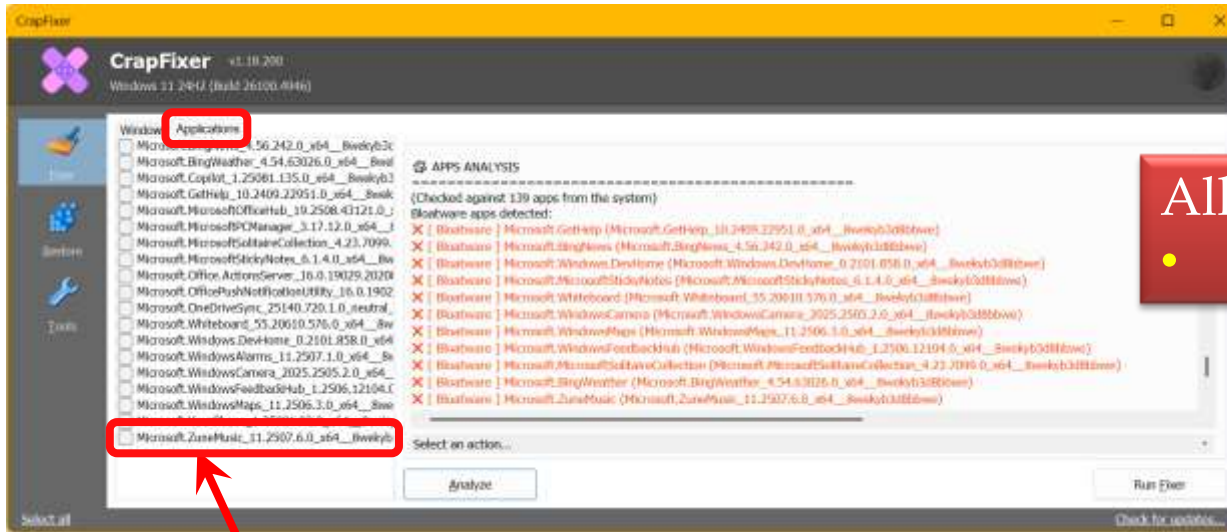 CrapFixer
CrapFixer v1.18.200
Windows 11 24H2 (Build 26100.4946)
Windows Applications
Microsoft.BingNews_4.56.242.0_x64__8wekyb3c
Microsoft.BingWeather_4.54.63026.0_x64__8wel
Microsoft.Copilot_1.25081.135.0_x64__8wekyb3
Microsoft.GetHelp_10.2409.22951.0_x64__8wek
Microsoft.MicrosoftOfficeHub_19.2508.43121.0_
Microsoft.MicrosoftPCManager_3.17.12.0_x64__
Microsoft.MicrosoftSolitaireCollection_4.23.7099.
Microsoft.MicrosoftStickyNotes_6.1.4.0_x64__8w
Microsoft.Office.ActionsServer_16.0.19029.2020
Microsoft.OfficePushNotificationUtility_16.0.1902
Microsoft.OneDriveSync_25140.720.1.0_neutral_
Microsoft.Whiteboard_55.20610.576.0_x64__8w
Microsoft.Windows.DevHome_0.2101.858.0_x64
Microsoft.WindowsAlarms_11.2507.1.0_x64__8w
Microsoft.WindowsCamera_2025.2505.2.0_x64_
Microsoft.WindowsFeedbackHub_1.2506.12104.0
Microsoft.WindowsMaps_11.2506.3.0_x64__8we
Microsoft.ZuneMusic_11.2507.6.0_x64__8wekyb
APPS ANALYSIS
(Checked against 139 apps from the system)
Bloatware apps detected:
[ Bloatware ] Microsoft.GetHelp (Microsoft.GetHelp_10.2409.22951.0_x64__8wekyb3d8bbwe)
[ Bloatware ] Microsoft.BingNews (Microsoft.BingNews_4.56.242.0_x64__8wekyb3d8bbwe)
[ Bloatware ] Microsoft.Windows.DevHome (Microsoft.Windows.DevHome_0.2101.858.0_x64__8wekyb3d8bbwe)
[ Bloatware ] Microsoft.MicrosoftStickyNotes (Microsoft.MicrosoftStickyNotes_6.1.4.0_x64__8wekyb3d8bbwe)
[ Bloatware ] Microsoft.Whiteboard (Microsoft.Whiteboard_55.20610.576.0_x64__8wekyb3d8bbwe)
[ Bloatware ] Microsoft.WindowsCamera (Microsoft.WindowsCamera_2025.2505.2.0_x64__8wekyb3d8bbwe)
[ Bloatware ] Microsoft.WindowsMaps (Microsoft.WindowsMaps_11.2506.3.0_x64__8wekyb3d8bbwe)
[ Bloatware ] Microsoft.WindowsFeedbackHub (Microsoft.WindowsFeedbackHub_1.2506.12104.0_x64__8wekyb3d8bbwe)
[ Bloatware ] Microsoft.MicrosoftSolitaireCollection (Microsoft.MicrosoftSolitaireCollection_4.23.7099.0_x64__8wekyb3d8bbwe)
[ Bloatware ] Microsoft.BingWeather (Microsoft.BingWeather_4.54.63026.0_x64__8wekyb3d8bbwe)
[ Bloatware ] Microsoft.ZuneMusic (Microsoft.ZuneMusic_11.2507.6.0_x64__8wekyb3d8bbwe)
All
Restore
Tools
Select an action...
Analyze
Run Fixer
Select all
Check for updates...